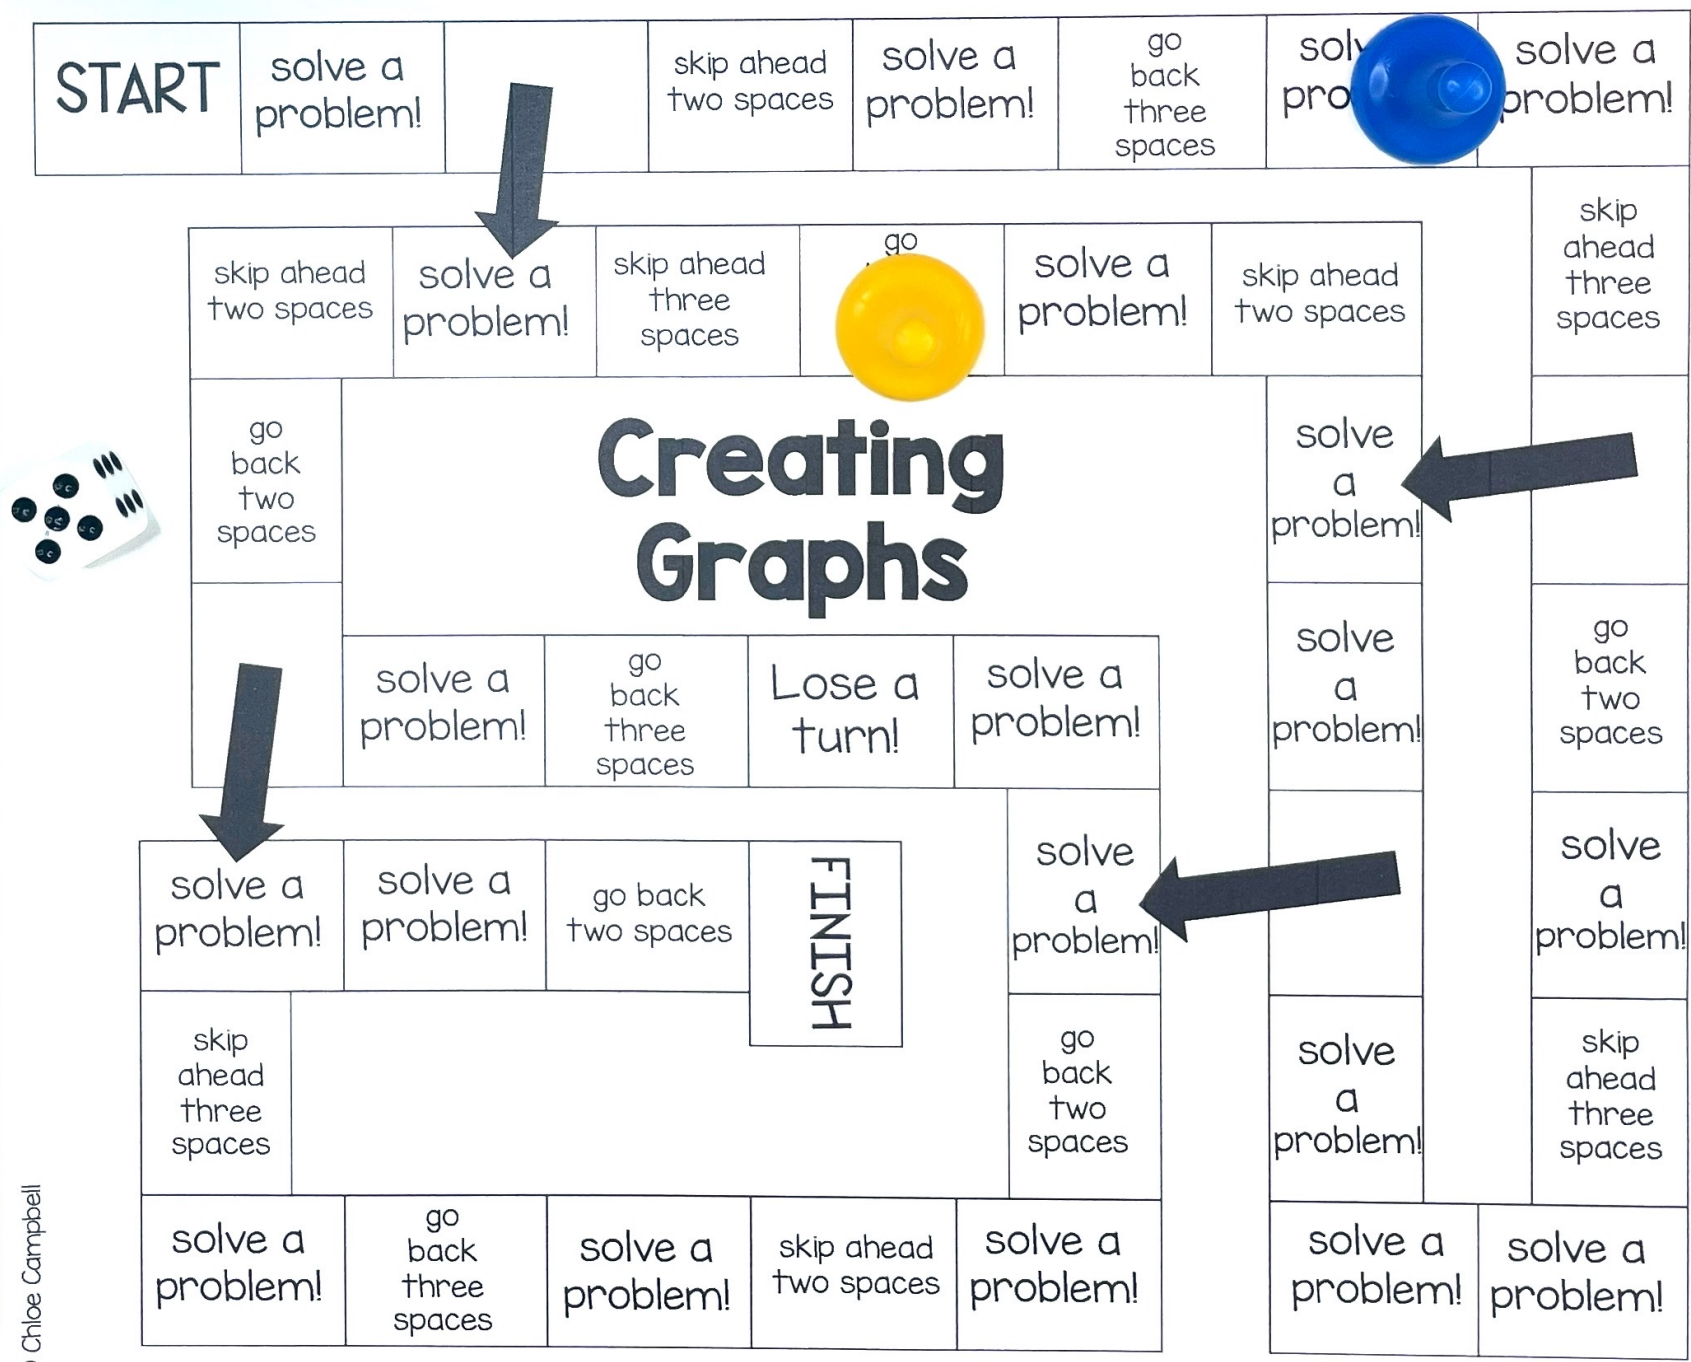 START
solve a
problem!
skip ahead
two spaces
solve a
problem!
go
back
three
spaces
solve a
problem!
skip
ahead
three
spaces
skip ahead
two spaces
solve a
problem!
skip ahead
three
spaces
go
solve a
problem!
skip ahead
two spaces
go
back
two
spaces
Creating
Graphs
solve
a
problem!
solve a
problem!
go
back
three
spaces
Lose a
turn!
solve a
problem!
solve
a
problem!
go
back
two
spaces
solve a
problem!
solve a
problem!
go back
two spaces
FINISH
solve
a
problem!
solve
a
problem!
skip
ahead
three
spaces
go
back
two
spaces
solve
a
problem!
skip
ahead
three
spaces
solve a
problem!
go
back
three
spaces
solve a
problem!
skip ahead
two spaces
solve a
problem!
solve a
problem!
solve a
problem!
Chloe Campbell